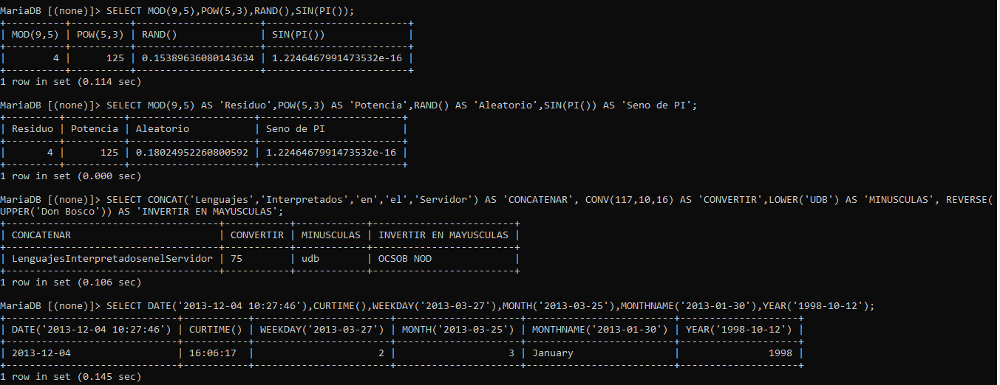 MariaDB [(none)]> SELECT MOD(9,5),POW(5,3),RAND(),SIN(PI());
+----------+----------+---------------------+------------------------+
| MOD(9,5) | POW(5,3) | RAND()              | SIN(PI())              |
+----------+----------+---------------------+------------------------+
|        4 |      125 | 0.15389636080143634 | 1.2246467991473532e-16 |
+----------+----------+---------------------+------------------------+
1 row in set (0.114 sec)

MariaDB [(none)]> SELECT MOD(9,5) AS 'Residuo',POW(5,3) AS 'Potencia',RAND() AS 'Aleatorio',SIN(PI()) AS 'Seno de PI';
+---------+----------+---------------------+------------------------+
| Residuo | Potencia | Aleatorio           | Seno de PI             |
+---------+----------+---------------------+------------------------+
|       4 |      125 | 0.18024952260800592 | 1.2246467991473532e-16 |
+---------+----------+---------------------+------------------------+
1 row in set (0.000 sec)

MariaDB [(none)]> SELECT CONCAT('Lenguajes','Interpretados','en','el','Servidor') AS 'CONCATENAR', CONV(117,10,16) AS 'CONVERTIR',LOWER('UDB') AS 'MINUSCULAS', REVERSE(
UPPER('Don Bosco')) AS 'INVERTIR EN MAYUSCULAS';
+------------------------------------+-----------+------------+------------------------+
| CONCATENAR                         | CONVERTIR | MINUSCULAS | INVERTIR EN MAYUSCULAS |
+------------------------------------+-----------+------------+------------------------+
| LenguajesInterpretadosenelServidor | 75        | udb        | OCSOB NOD              |
+------------------------------------+-----------+------------+------------------------+
1 row in set (0.106 sec)

MariaDB [(none)]> SELECT DATE('2013-12-04 10:27:46'),CURTIME(),WEEKDAY('2013-03-27'),MONTH('2013-03-25'),MONTHNAME('2013-01-30'),YEAR('1998-10-12');
+-----------------------------+-----------+-----------------------+---------------------+-------------------------+--------------------+
| DATE('2013-12-04 10:27:46') | CURTIME() | WEEKDAY('2013-03-27') | MONTH('2013-03-25') | MONTHNAME('2013-01-30') | YEAR('1998-10-12') |
+-----------------------------+-----------+-----------------------+---------------------+-------------------------+--------------------+
| 2013-12-04                  | 16:06:17  |                     2 |                   3 | January                 |               1998 |
+-----------------------------+-----------+-----------------------+---------------------+-------------------------+--------------------+
1 row in set (0.145 sec)